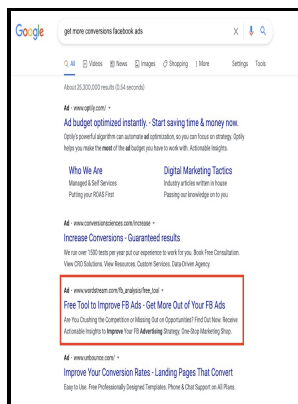 Google
get more conversions facebook ads
All Videos News Images Shopping More Settings Tools
About 25,300,000 results (0.54 seconds)
Ad · www.optily.com/
Ad budget optimized instantly. - Start saving time & money now.
Optily's powerful algorithm can automate ad optimization, so you can focus on strategy. Optily
helps you make the most of the ad budget you have to work with. Actionable Insights.
Who We Are Digital Marketing Tactics
Managed & Self Services Industry articles written in house
Putting your ROAS First Passing our knowledge on to you
Ad · www.conversionsciences.com/increase
Increase Conversions - Guaranteed results
We run over 1500 tests per year put our experience to work for you. Book Free Consultation.
View CRO Solutions. View Resources. Custom Services. Data-Driven Agency.
Ad · www.wordstream.com/fb_analysis/free_tool
Free Tool to Improve FB Ads - Get More Out of Your FB Ads
Are You Crushing the Competition or Missing Out on Opportunities? Find Out Now. Receive
Actionable Insights to Improve Your FB Advertising Strategy. One-Stop Marketing Shop.
Ad · www.unbounce.com/
Improve Your Conversion Rates - Landing Pages That Convert
Easy to Use. Free Professionally Designed Templates. Phone & Chat Support on All Plans.